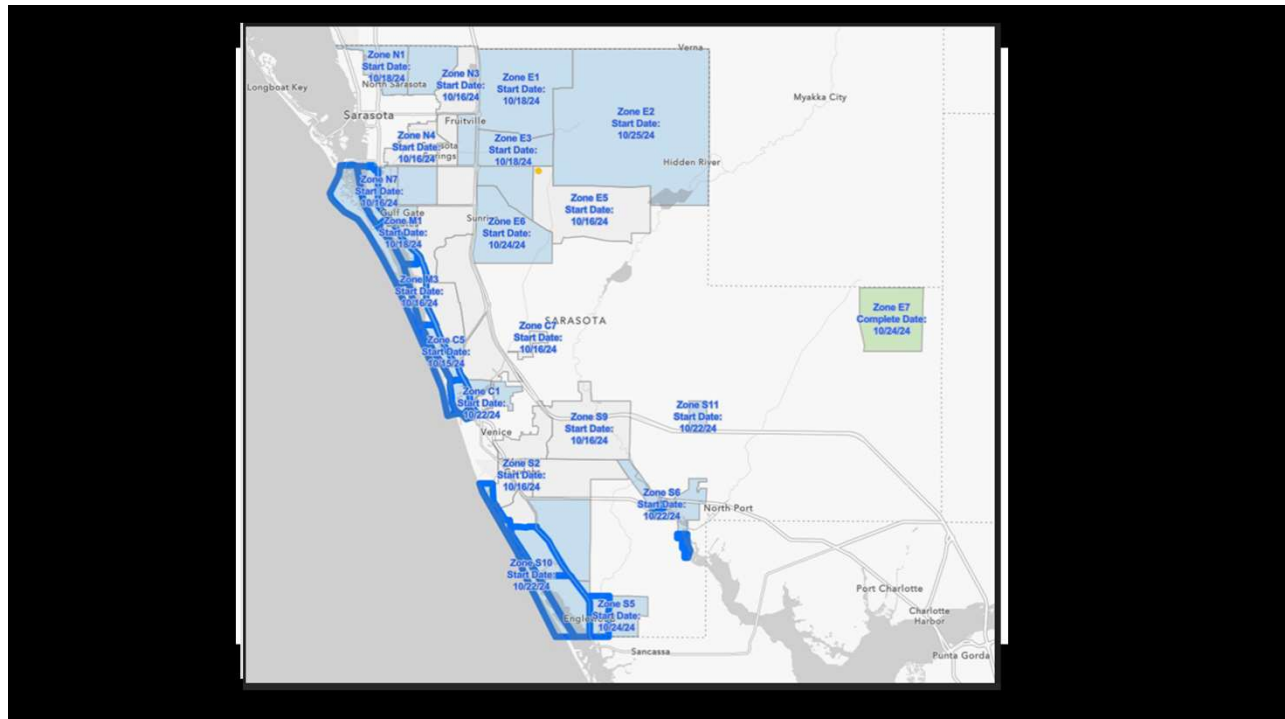 Verna
Zone N1
Start Date:
10/18/24
North Sarasota
Zone N3
Start Date:
10/16/24
Zone E1
Start Date:
10/18/24
Longboat Key
Myakka City
Sarasota
Fruitville
Zone E2
Start Date:
10/25/24
Zone N4
Start Date:
10/16/24
Springs
Zone E3
Start Date:
10/18/24
Hidden River
Zone N7
Start Date:
10/16/24
Gulf Gate
Zone E5
Start Date:
10/16/24
Zone M1
Start Date:
10/18/24
Zone E6
Start Date:
10/24/24
Zone M3
Start Date:
10/16/24
Zone E7
Complete Date:
10/24/24
SARASOTA
Zone C7
Start Date:
10/16/24
Zone C5
Start Date:
10/15/24
Zone C1
Start Date:
10/22/24
Zone S11
Start Date:
10/22/24
Zone S9
Start Date:
10/16/24
Venice
Zone S2
Start Date:
10/16/24
Zone S6
Start Date:
10/22/24
North Port
Zone S10
Start Date:
10/22/24
Port Charlotte
Zone S5
Start Date:
10/24/24
Charlotte
Harbor
Sancassa
Punta Gorda